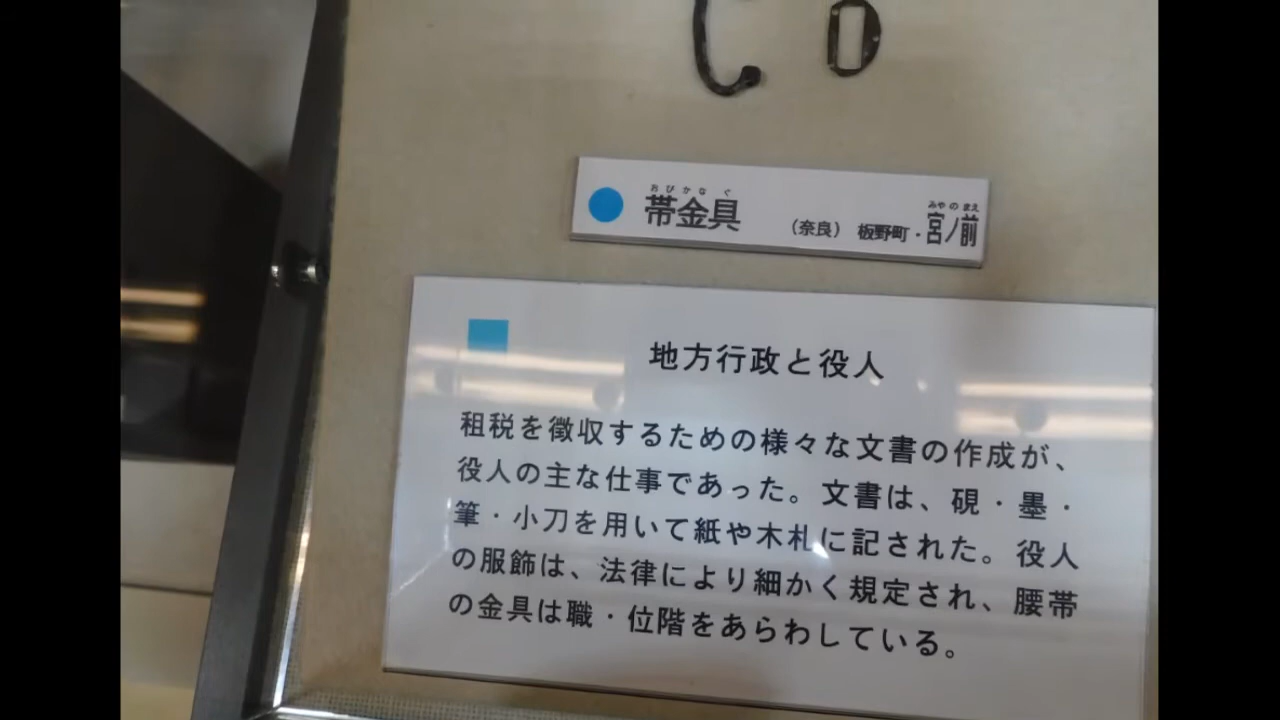 おびかなぐ
帯金具 (奈良) 板野町・宮ノ前
みやのまえ
地方行政と役人
租税を徴収するための様々な文書の作成が、
役人の主な仕事であった。文書は、硯・墨・
筆・小刀を用いて紙や木札に記された。役人
の服飾は、法律により細かく規定され、腰帯
の金具は職・位階をあらわしている。